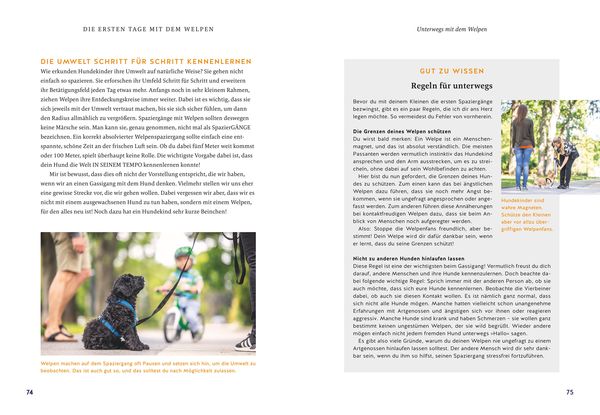 DIE ERSTEN TAGE MIT DEM WELPEN
DIE UMWELT SCHRITT FÜR SCHRITT KENNENLERNEN
Wie erkunden Hundekinder ihre Umwelt auf natürliche Weise? Sie gehen nicht
einfach so spazieren. Sie erforschen ihr Umfeld Schritt für Schritt und erweitern
ihr Betätigungsfeld jeden Tag etwas mehr. Anfangs noch in sehr kleinem Rahmen,
ziehen Welpen ihre Entdeckungskreise immer weiter. Dabei ist es wichtig, dass sie
sich jeweils mit der Umwelt vertraut machen, bis sie sich sicher fühlen, um dann
den Radius allmählich zu vergrößern. Spaziergänge mit Welpen sollten deswegen
keine Märsche sein. Man kann sie, genau genommen, nicht mal als SpazierGÄNGE
bezeichnen. Ein korrekt absolvierter Welpenspaziergang sollte einfach eine ent-
spannte, schöne Zeit an der frischen Luft sein. Ob du dabei fünf Meter weit kommst
oder 100 Meter, spielt überhaupt keine Rolle. Die wichtigste Vorgabe dabei ist, dass
dein Hund die Welt IN SEINEM TEMPO kennenlernen kann!
Mir ist bewusst, dass dies oft nicht der Vorstellung entspricht, die wir haben,
wenn wir an einen Gassigang mit dem Hund denken. Vielmehr stellen wir uns eher
eine gewisse Strecke vor, die wir gehen wollen. Dabei vergessen wir aber, dass wir es
nicht mit einem ausgewachsenen Hund zu tun haben, sondern mit einem Welpen,
für den alles neu ist! Noch dazu hat ein Hundekind sehr kurze Beinchen!
Welpen machen auf dem Spaziergang oft Pausen und setzen sich hin, um die Umwelt zu
beobachten. Das ist auch gut so, und das solltest du nach Möglichkeit zulassen.
74
Unterwegs mit dem Welpen
GUT ZU WISSEN
Regeln für unterwegs
Bevor du mit deinem Kleinen die ersten Spaziergänge
bezwingst, gibt es ein paar Regeln, die ich dir ans Herz
legen möchte. So vermeidest du Fehler von vornherein.
Die Grenzen deines Welpen schützen
Du wirst bald merken: Ein Welpe ist ein Menschen-
magnet, und das ist absolut verständlich. Die meisten
Passanten werden vermutlich instinktiv das Hundekind
ansprechen und den Arm ausstrecken, um es zu strei-
cheln, ohne dabei auf sein Wohlbefinden zu achten.
Hier bist du nun gefordert, die Grenzen deines Hun-
des zu schützen. Zum einen kann das bei ängstlichen
Welpen dazu führen, dass sie noch mehr Angst be-
kommen, wenn sie ungefragt angesprochen oder ange-
fasst werden. Zum anderen führen diese Annäherungen
bei kontaktfreudigen Welpen dazu, dass sie beim An-
blick von Menschen noch aufgeregter werden.
Also: Stoppe die Welpenfans freundlich, aber be-
stimmt! Dein Welpe wird dir dafür dankbar sein, wenn
er lernt, dass du seine Grenzen schützt!
Nicht zu anderen Hunden hinlaufen lassen
Diese Regel ist eine der wichtigsten beim Gassigang! Vermutlich freust du dich
darauf, andere Menschen und ihre Hunde kennenzulernen. Doch beachte da-
bei folgende wichtige Regel: Sprich immer mit der anderen Person ab, ob sie
auch möchte, dass sich eure Hunde kennenlernen. Beobachte die Vierbeiner
dabei, ob auch sie diesen Kontakt wollen. Es ist nämlich ganz normal, dass
sich nicht alle Hunde mögen. Manche hatten vielleicht schon unangenehme
Erfahrungen mit Artgenossen und ängstigen sich vor ihnen oder reagieren
aggressiv. Manche Hunde sind krank und haben Schmerzen – sie wollen ganz
bestimmt keinen ungestümen Welpen, der sie wild begrüßt. Wieder andere
mögen einfach nicht jedem fremden Hund unterwegs »Hallo« sagen.
Es gibt also viele Gründe, warum du deinen Welpen nie ungefragt zu einem
Artgenossen hinlaufen lassen solltest. Der andere Mensch wird dir sehr dank-
bar sein, wenn du ihm so hilfst, seinen Spaziergang stressfrei fortzuführen.
Hundekinder sind
wahre Magneten.
Schütze den Kleinen
aber vor allzu über-
griffigen Welpenfans.
75